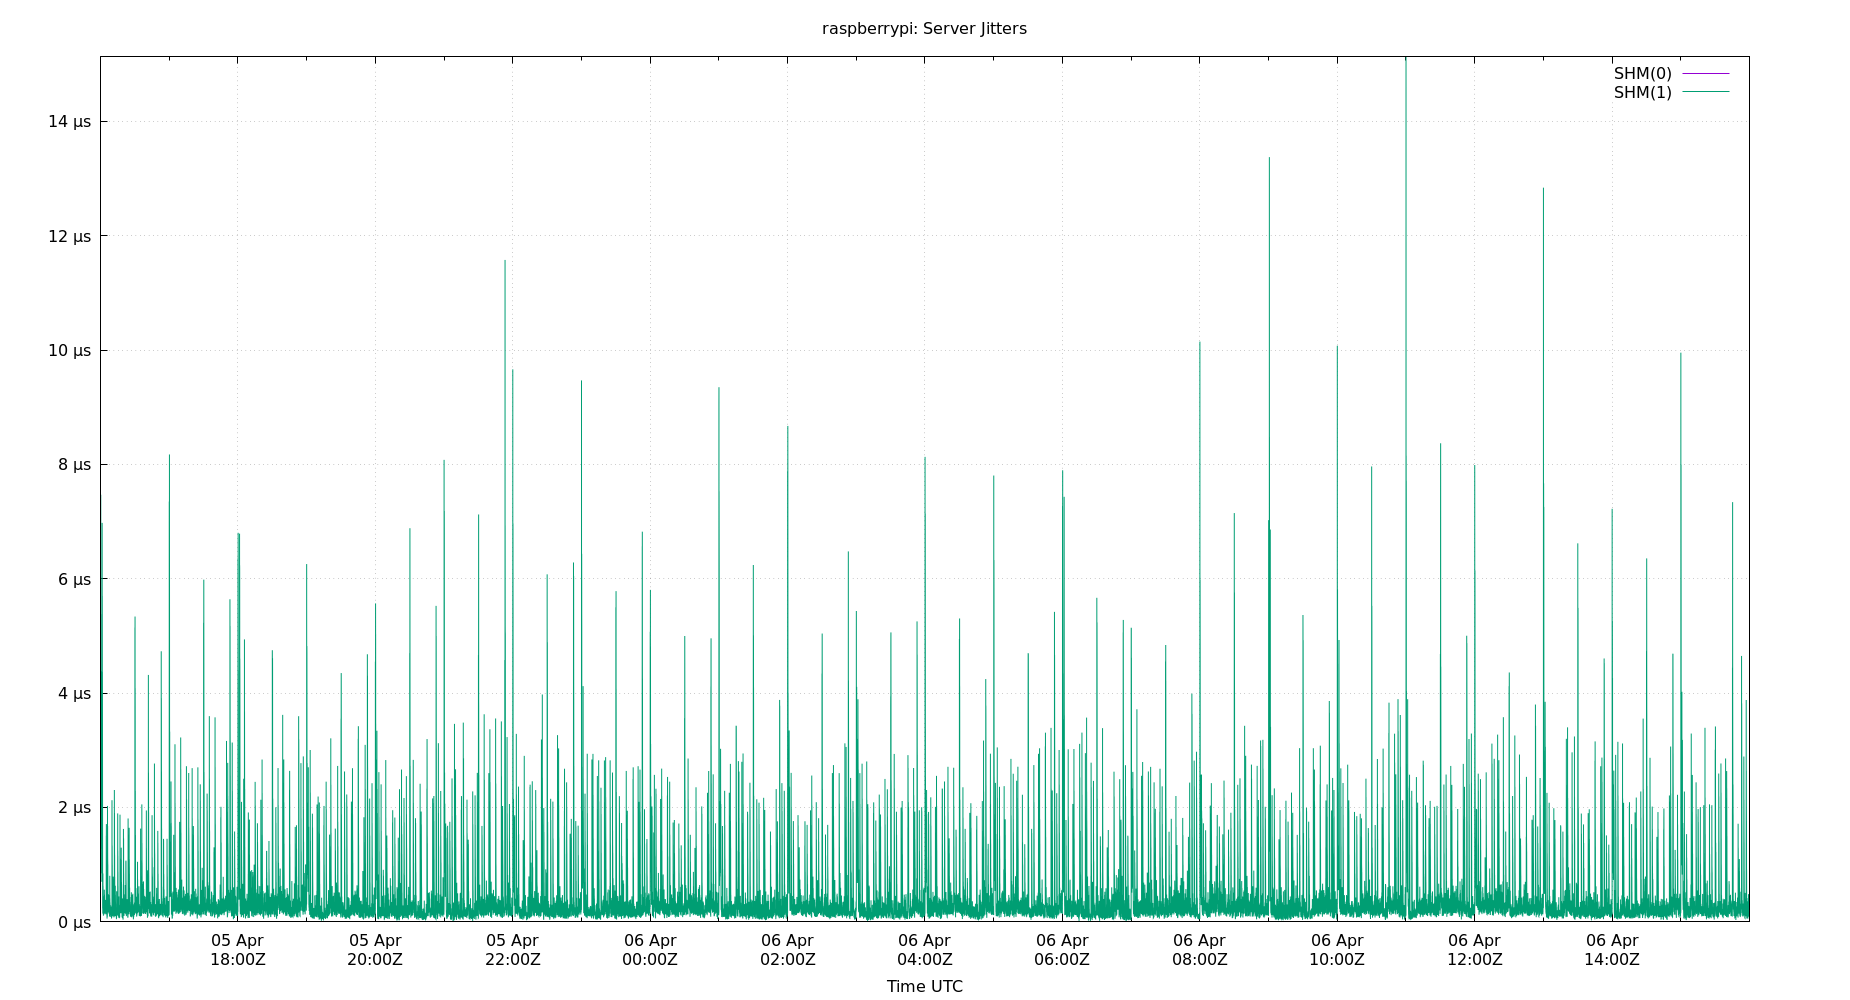 raspberrypi: Server Jitters
SHM(0)
SHM(1)
14 µs
12 µs
10 µs
8 µs
6 µs
4 µs
2 µs
0 µs
05 Apr 05 Apr 05 Apr 06 Apr 06 Apr 06 Apr 06 Apr 06 Apr 06 Apr 06 Apr 06 Apr
18:00Z 20:00Z 22:00Z 00:00Z 02:00Z 04:00Z 06:00Z 08:00Z 10:00Z 12:00Z 14:00Z
Time UTC